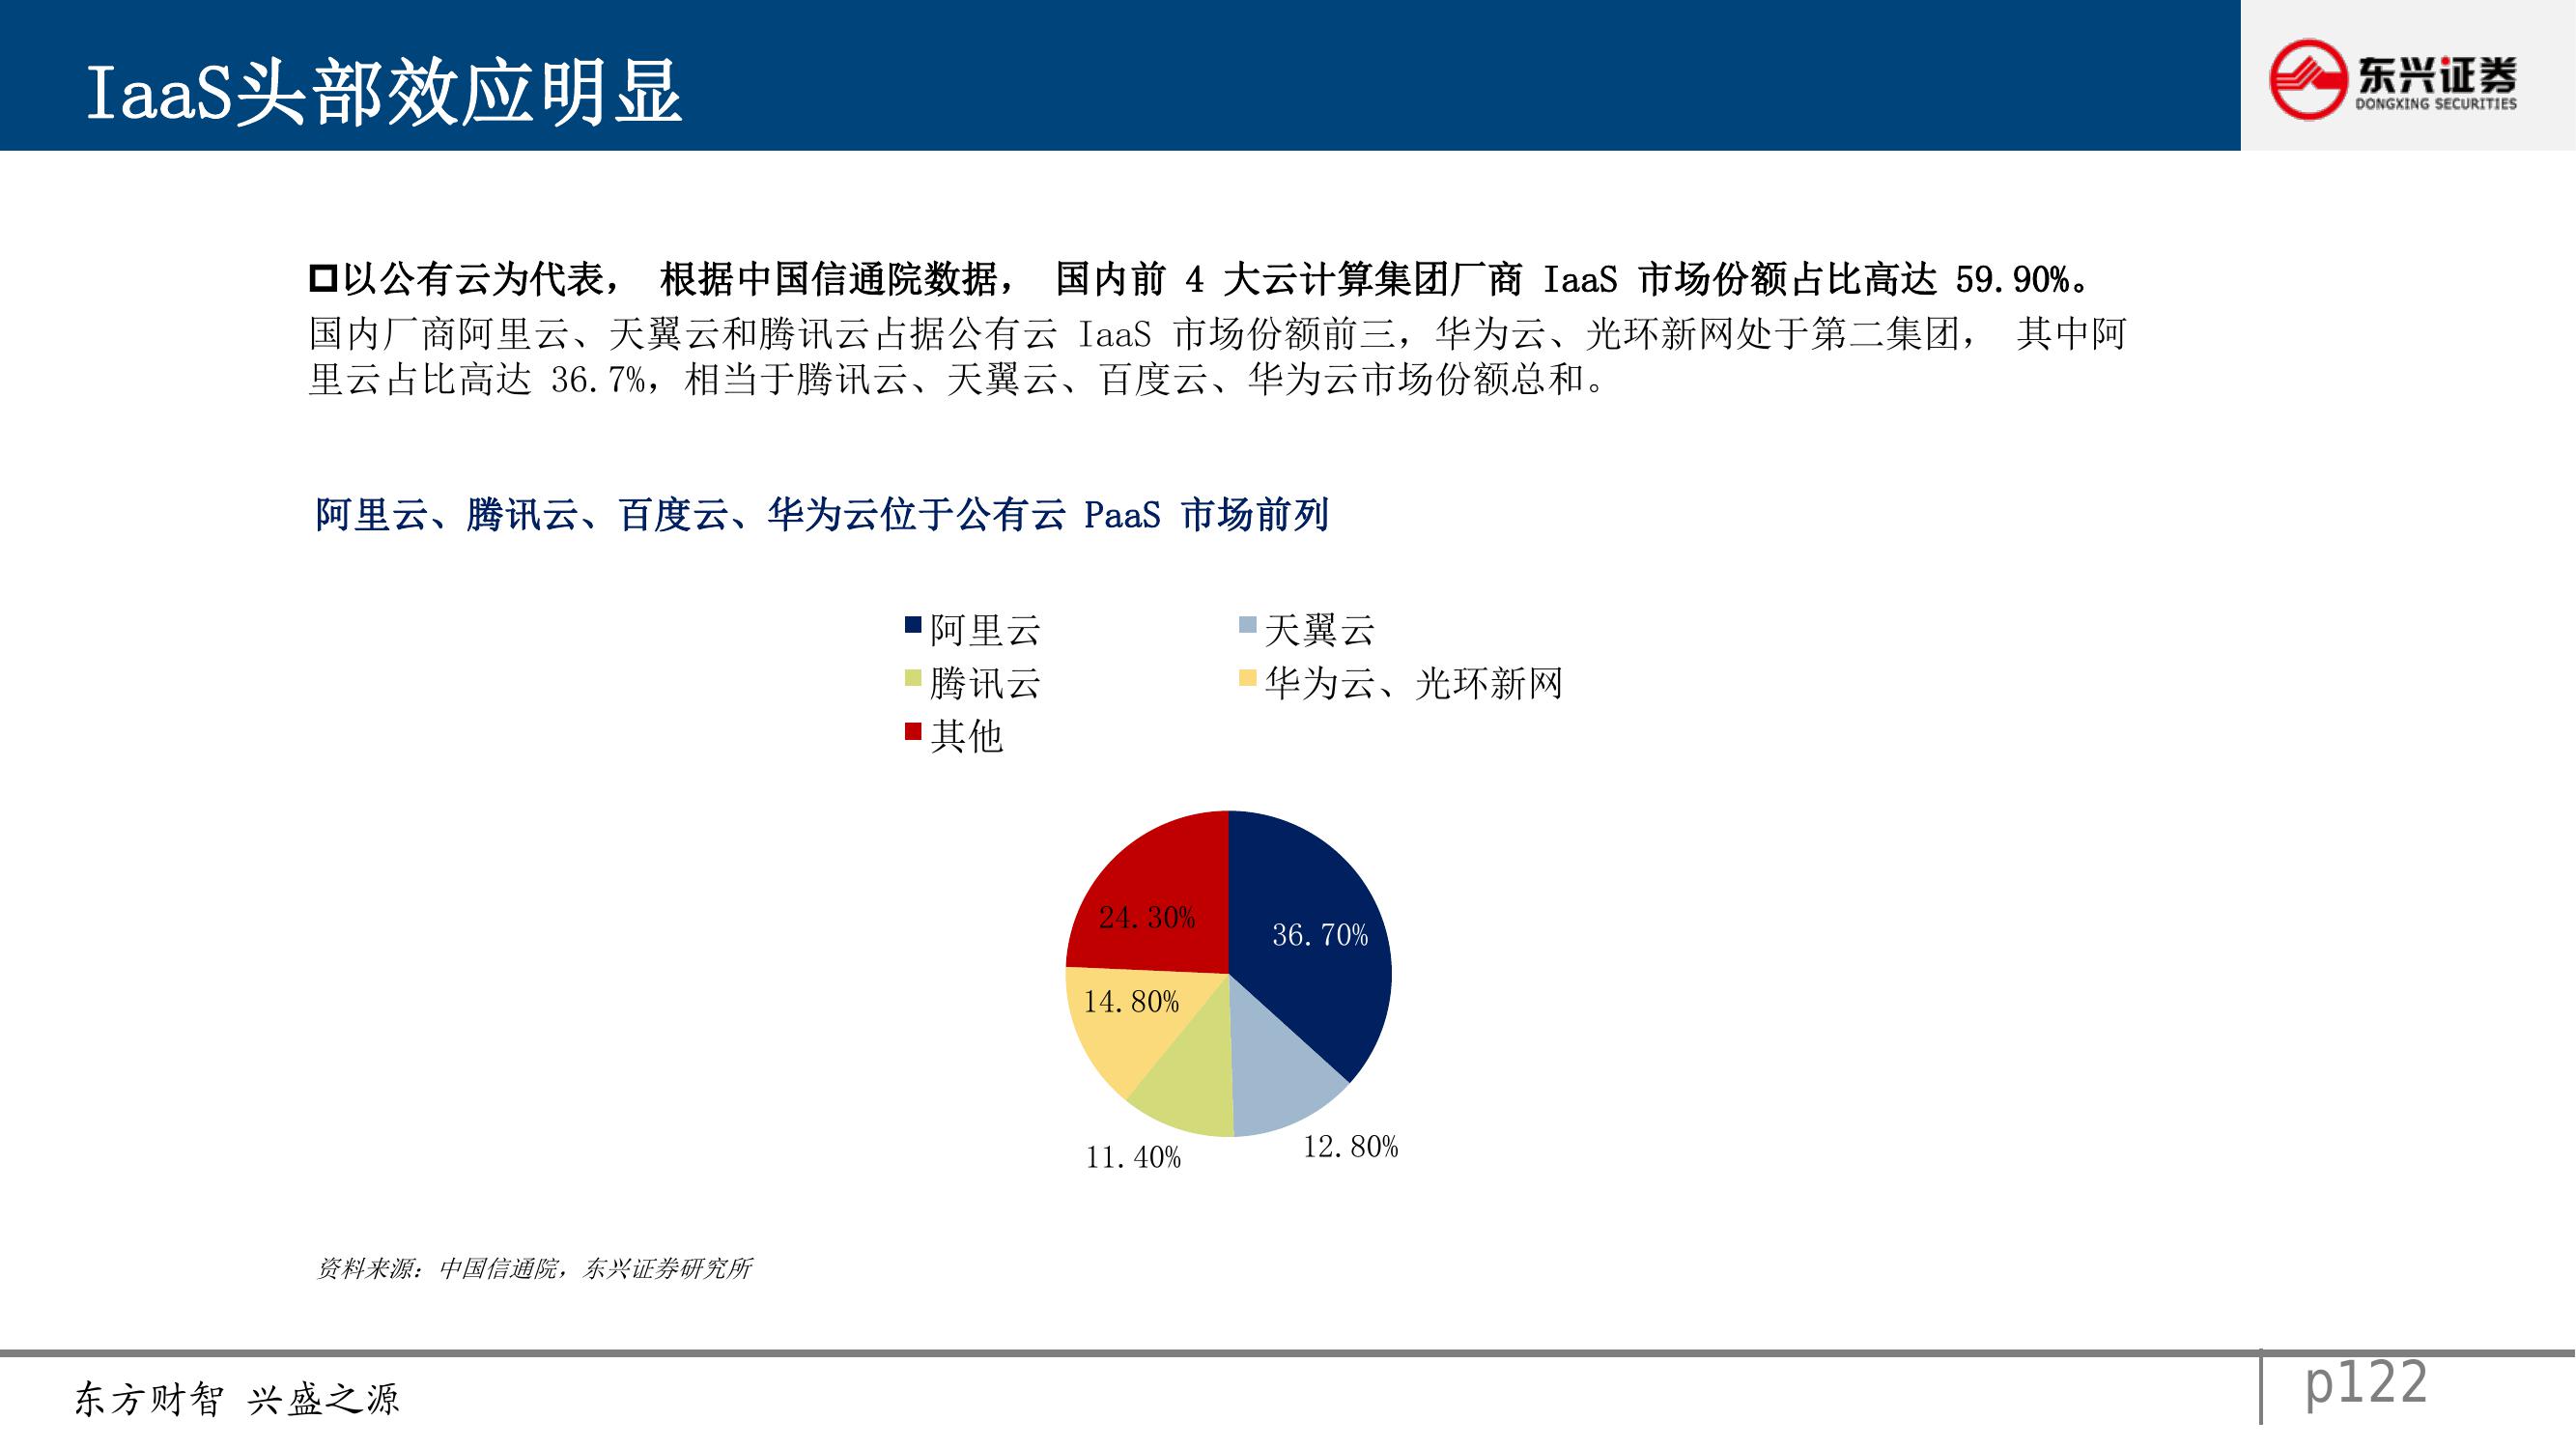 IaaS头部效应明显
东兴证券
DONGXING SECURITIES
以公有云为代表， 根据中国信通院数据， 国内前 4 大云计算集团厂商 IaaS 市场份额占比高达 59.90%。
国内厂商阿里云、天翼云和腾讯云占据公有云 IaaS 市场份额前三，华为云、光环新网处于第二集团， 其中阿
里云占比高达 36.7%，相当于腾讯云、天翼云、百度云、华为云市场份额总和。
阿里云、腾讯云、百度云、华为云位于公有云 PaaS 市场前列
阿里云 天翼云
腾讯云 华为云、光环新网
其他
24.30%
36.70%
14.80%
12.80%
11.40%
资料来源：中国信通院，东兴证券研究所
东方财智 兴盛之源
p122